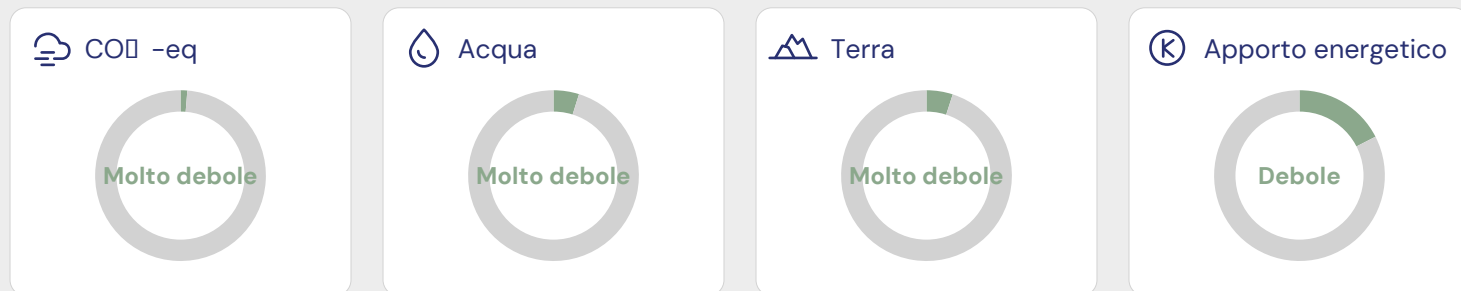 CO▯ -eq
Acqua
Terra
Apporto energetico
Molto debole
Molto debole
Molto debole
Debole